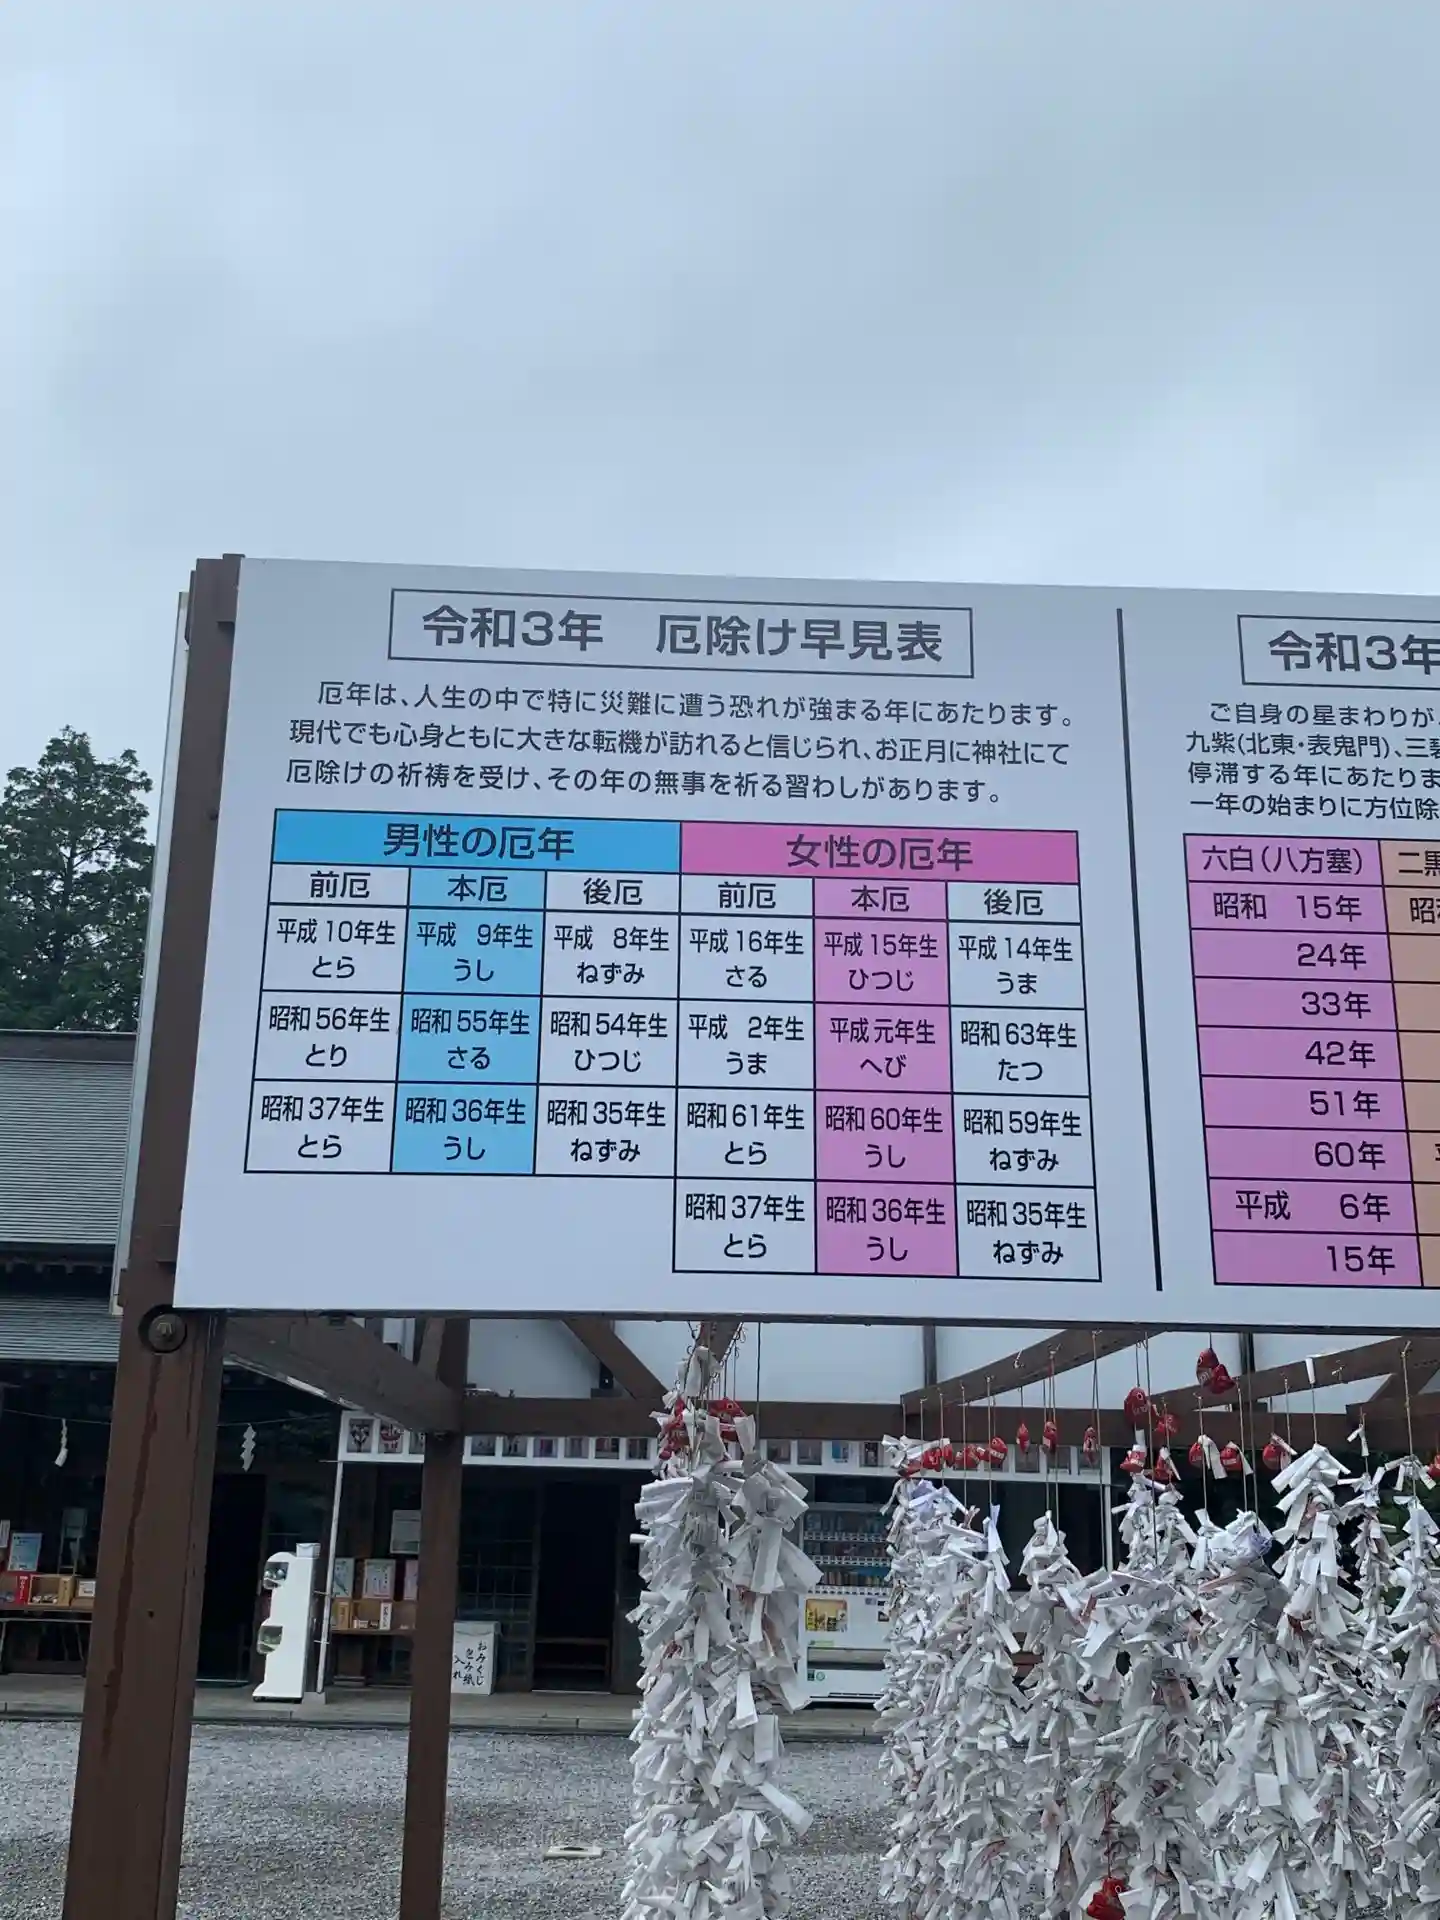 令和3年　厄除け早見表
厄年は、人生の中で特に災難に遭う恐れが強まる年にあたります。
現代でも心身ともに大きな転機が訪れると信じられ、お正月に神社にて
厄除けの祈祷を受け、その年の無事を祈る習わしがあります。
男性の厄年 女性の厄年
前厄 本厄 後厄 前厄 本厄 後厄
平成10年生 平成 9年生 平成 8年生 平成16年生 平成15年生 平成14年生
とら うし ねずみ さる ひつじ うま
昭和56年生 昭和55年生 昭和54年生 平成 2年生 平成元年生 昭和63年生
とり さる ひつじ うま へび たつ
昭和37年生 昭和36年生 昭和35年生 昭和61年生 昭和60年生 昭和59年生
とら うし ねずみ とら うし ねずみ
昭和37年生 昭和36年生 昭和35年生
とら うし ねずみ
令和3年
ご自身の星まわりが
九紫(北東・表鬼門)、三碧
停滞する年にあたりま
一年の始まりに方位除
六白(八方塞) 二黒
昭和 15年 昭
24年
33年
42年
51年
60年
平成 6年
15年
おみくじ
包み紙
入れ